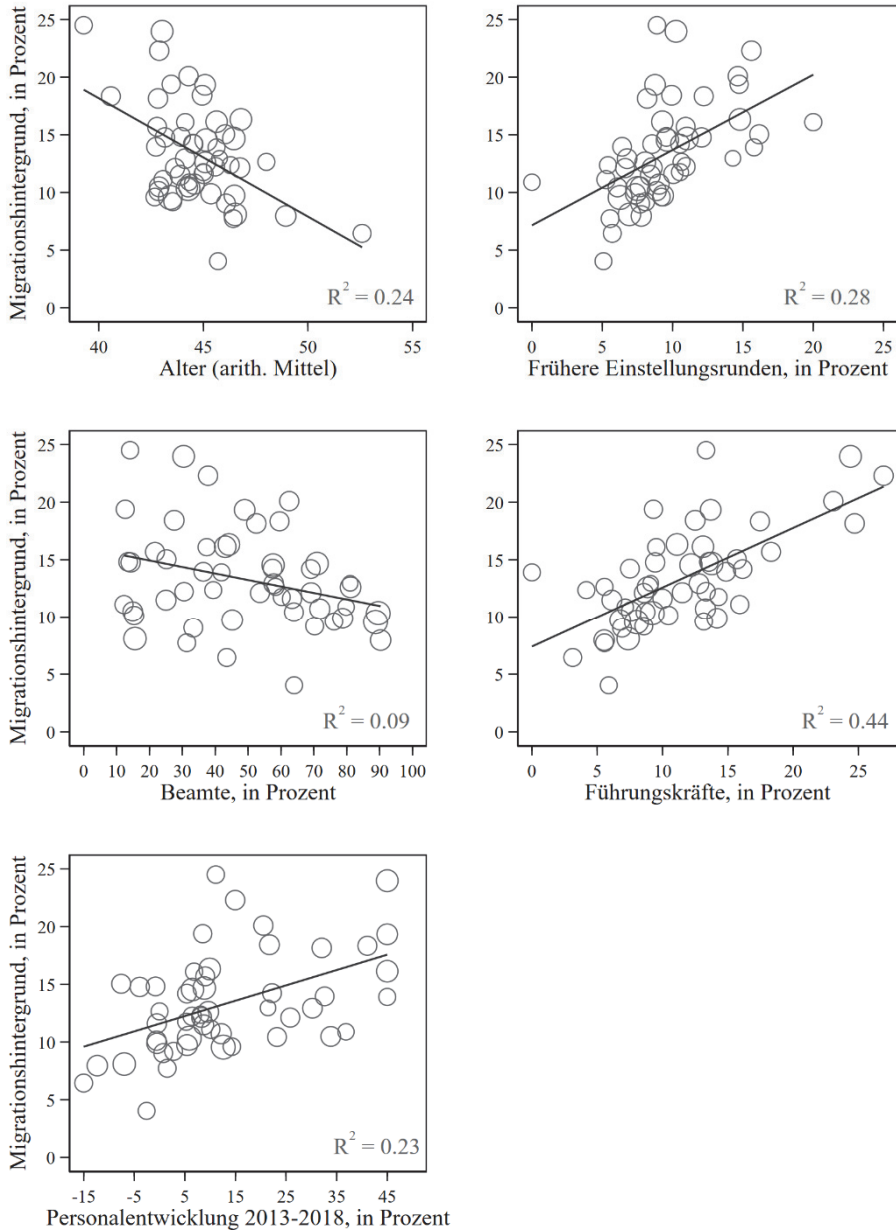 Migrationshintergrund, in Prozent
25
20
15
10
5
0
R² = 0.24
40 45 50 55
Alter (arith. Mittel)
25
20
15
10
5
0
R² = 0.28
0 5 10 15 20 25
Frühere Einstellungsrunden, in Prozent
Migrationshintergrund, in Prozent
25
20
15
10
5
0
R² = 0.09
0 10 20 30 40 50 60 70 80 90 100
Beamte, in Prozent
25
20
15
10
5
0
R² = 0.44
0 5 10 15 20 25
Führungskräfte, in Prozent
Migrationshintergrund, in Prozent
25
20
15
10
5
0
R² = 0.23
-15 -5 5 15 25 35 45
Personalentwicklung 2013-2018, in Prozent